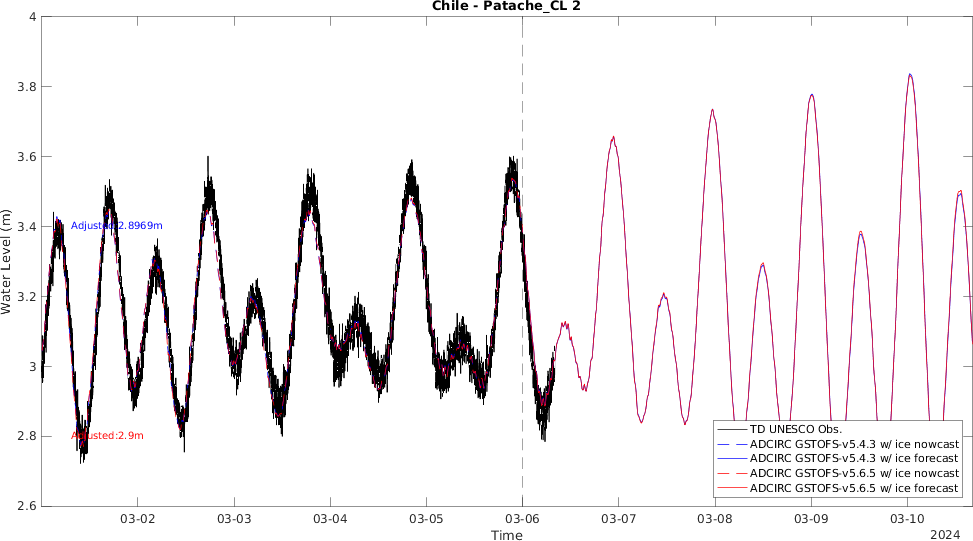 Chile - Patache_CL 2
4
3.8
3.6
3.4
3.2
3
2.8
2.6
Water Level (m)
Adjusted:2.8969m
Adjusted:2.9m
TD UNESCO Obs.
ADCIRC GSTOFS-v5.4.3 w/ ice nowcast
ADCIRC GSTOFS-v5.4.3 w/ ice forecast
ADCIRC GSTOFS-v5.6.5 w/ ice nowcast
ADCIRC GSTOFS-v5.6.5 w/ ice forecast
03-02 03-03 03-04 03-05 03-06 03-07 03-08 03-09 03-10
Time
2024